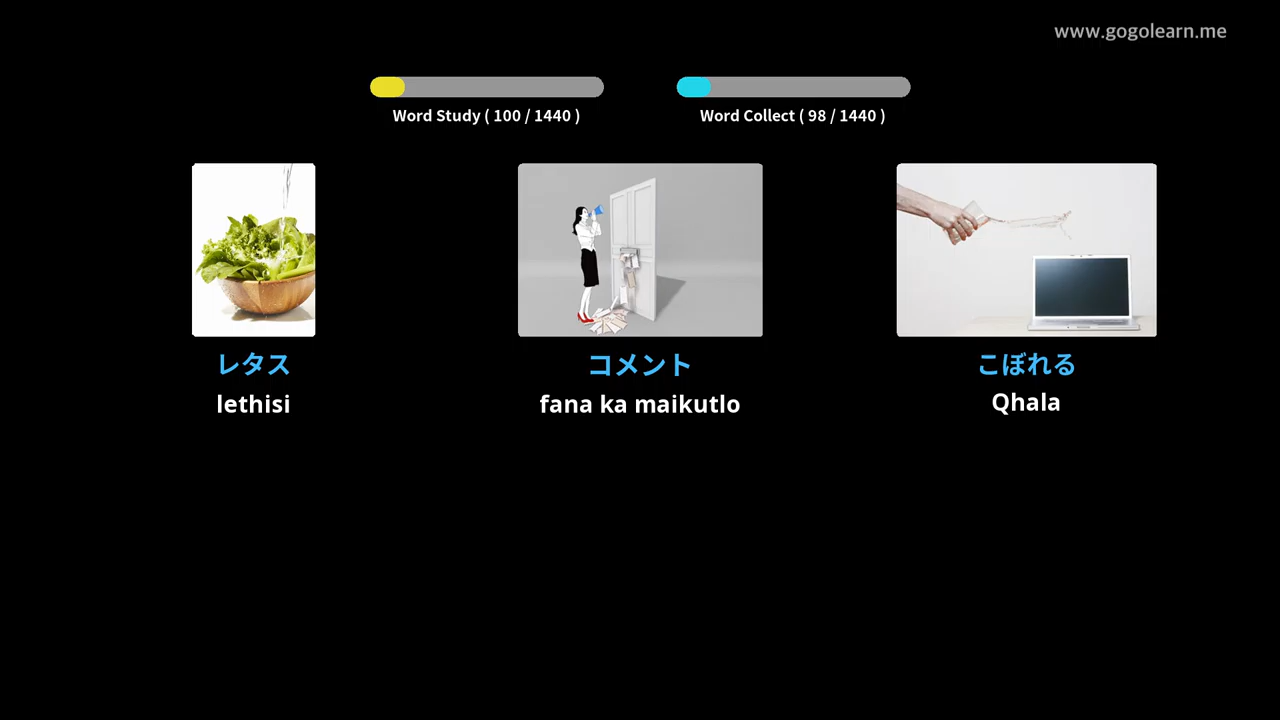 www.gogolearn.me
Word Study ( 100 / 1440 )
Word Collect ( 98 / 1440 )
レタス
lethisi
コメント
fana ka maikutlo
こぼれる
Qhala